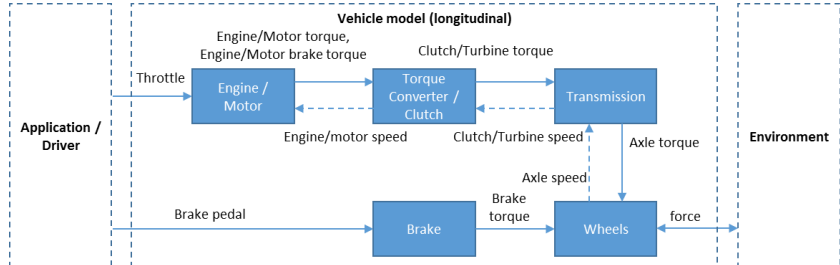 Vehicle model (longitudinal)
Engine/Motor torque,
Engine/Motor brake torque
Clutch/Turbine torque
Throttle
Engine /
Motor
Torque
Converter /
Clutch
Transmission
Engine/motor speed
Clutch/Turbine speed
Application /
Driver
Axle torque
Environment
Axle speed
Brake pedal
Brake
Brake
torque
Wheels
force